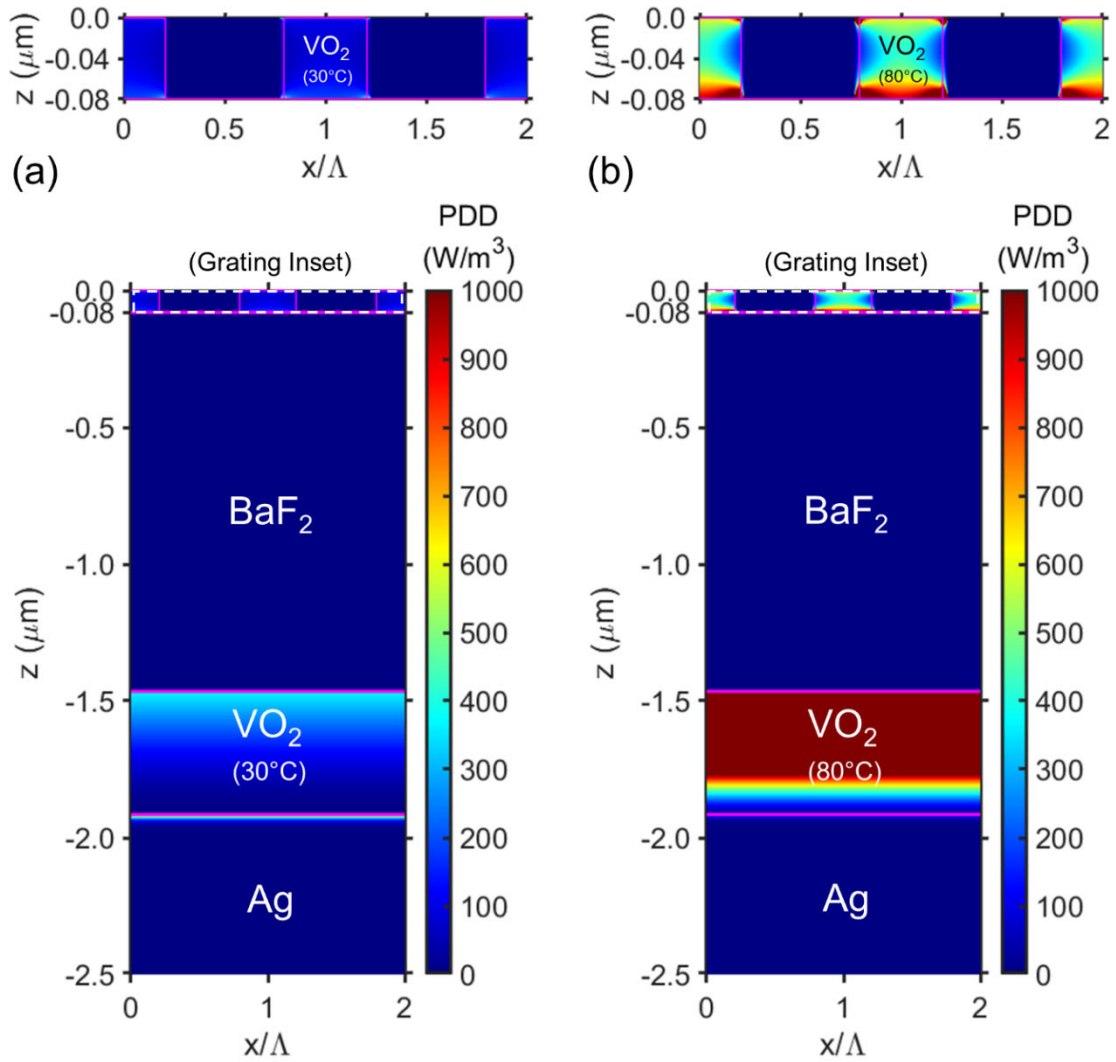 z (μm)
0
-0.04
-0.08
VO₂
(30°C)
0 0.5 1 1.5 2
x/Λ
(a)
z (μm)
0
-0.04
-0.08
VO₂
(80°C)
0 0.5 1 1.5 2
x/Λ
(b)
PDD
(W/m³)
(Grating Inset)
0.0
-0.08
-0.5
-1.0
-1.5
-2.0
-2.5
z (μm)
BaF₂
VO₂
(30°C)
Ag
0 1 2
x/Λ
1000
900
800
700
600
500
400
300
200
100
0
PDD
(W/m³)
(Grating Inset)
0.0
-0.08
-0.5
-1.0
-1.5
-2.0
-2.5
z (μm)
BaF₂
VO₂
(80°C)
Ag
0 1 2
x/Λ
1000
900
800
700
600
500
400
300
200
100
0